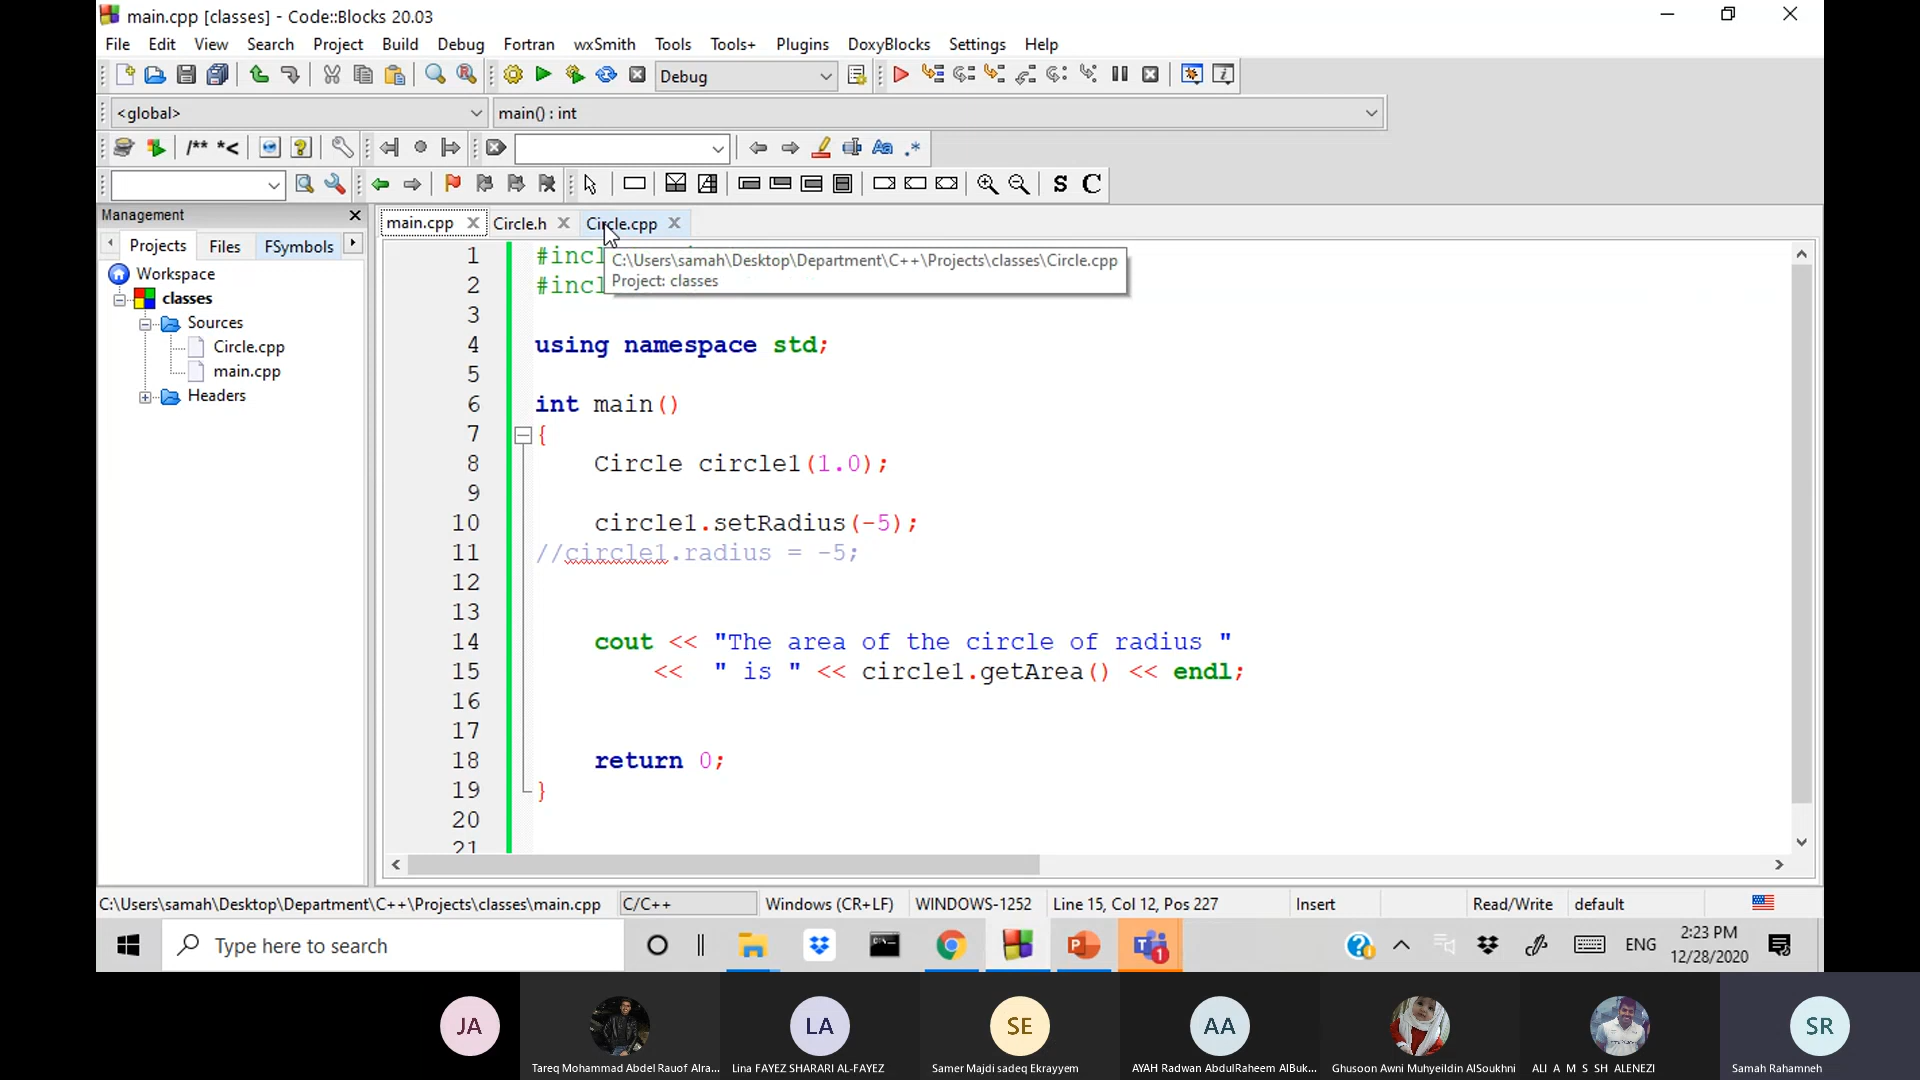 main.cpp [classes] - Code::Blocks 20.03
File Edit View Search Project Build Debug Fortran wxSmith Tools Tools+ Plugins DoxyBlocks Settings Help
Debug
<global> main() : int
/** *<
S C
Management
Projects Files FSymbols
main.cpp Circle.h Circle.cpp
Workspace
classes
Sources
Circle.cpp
main.cpp
Headers
C:\Users\samah\Desktop\Department\C++\Projects\classes\Circle.cpp
Project: classes
1 #incl
2 #incl
3
4 using namespace std;
5
6 int main()
7 {
8 Circle circle1(1.0);
9
10 circle1.setRadius(-5);
11 //circle1.radius = -5;
12
13
14 cout << "The area of the circle of radius "
15 << " is " << circle1.getArea() << endl;
16
17
18 return 0;
19 }
20
21
C:\Users\samah\Desktop\Department\C++\Projects\classes\main.cpp C/C++ Windows (CR+LF) WINDOWS-1252 Line 15, Col 12, Pos 227 Insert Read/Write default
Type here to search
1
ENG
2:23 PM
12/28/2020
JA LA SE AA SR
Tareq Mohammad Abdel Rauof Alra... Lina FAYEZ SHARARI AL-FAYEZ Samer Majdi sadeq Ekrayyem AYAH Radwan AbdulRaheem AlBuk... Ghusoon Awni Muhyeildin AlSoukhni ALI A M S SH ALENEZI Samah Rahamneh